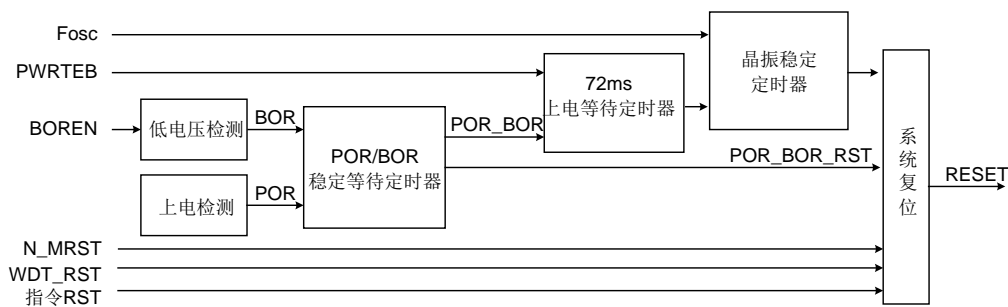 Fosc
PWRTEB
BOREN
低电压检测
BOR
上电检测
POR
POR/BOR
稳定等待定时器
POR_BOR
72ms
上电等待定时器
晶振稳定
定时器
POR_BOR_RST
系统复位
RESET
N_MRST
WDT_RST
指令RST